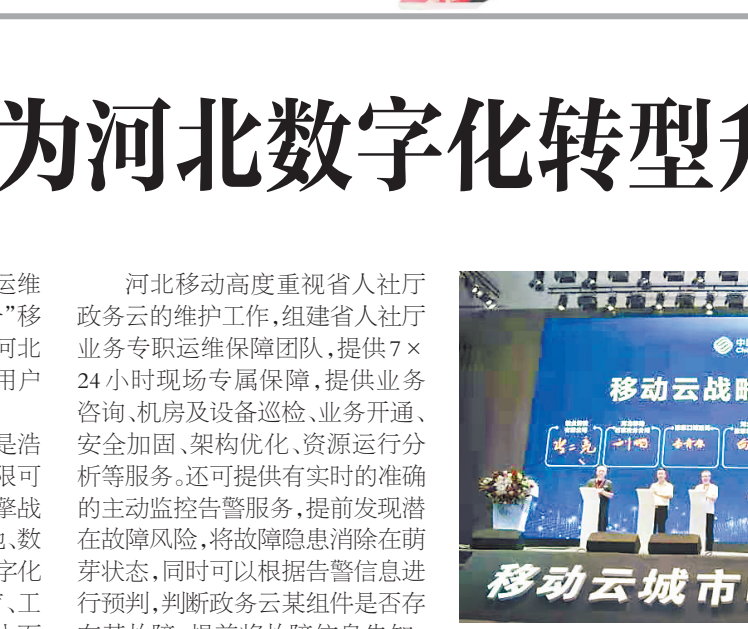 为河北数字化转型升
运维
”移
河北
用户
是浩
限可
擎战
、数
字化
、工
河北移动高度重视省人社厅
政务云的维护工作,组建省人社厅
业务专职运维保障团队,提供7×
24小时现场专属保障,提供业务
咨询、机房及设备巡检、业务开通、
安全加固、架构优化、资源运行分
析等服务。还可提供有实时的准确
的主动监控告警服务,提前发现潜
在故障风险,将故障隐患消除在萌
芽状态,同时可以根据告警信息进
行预判,判断政务云某组件是否存
移动云战略
移动云城市